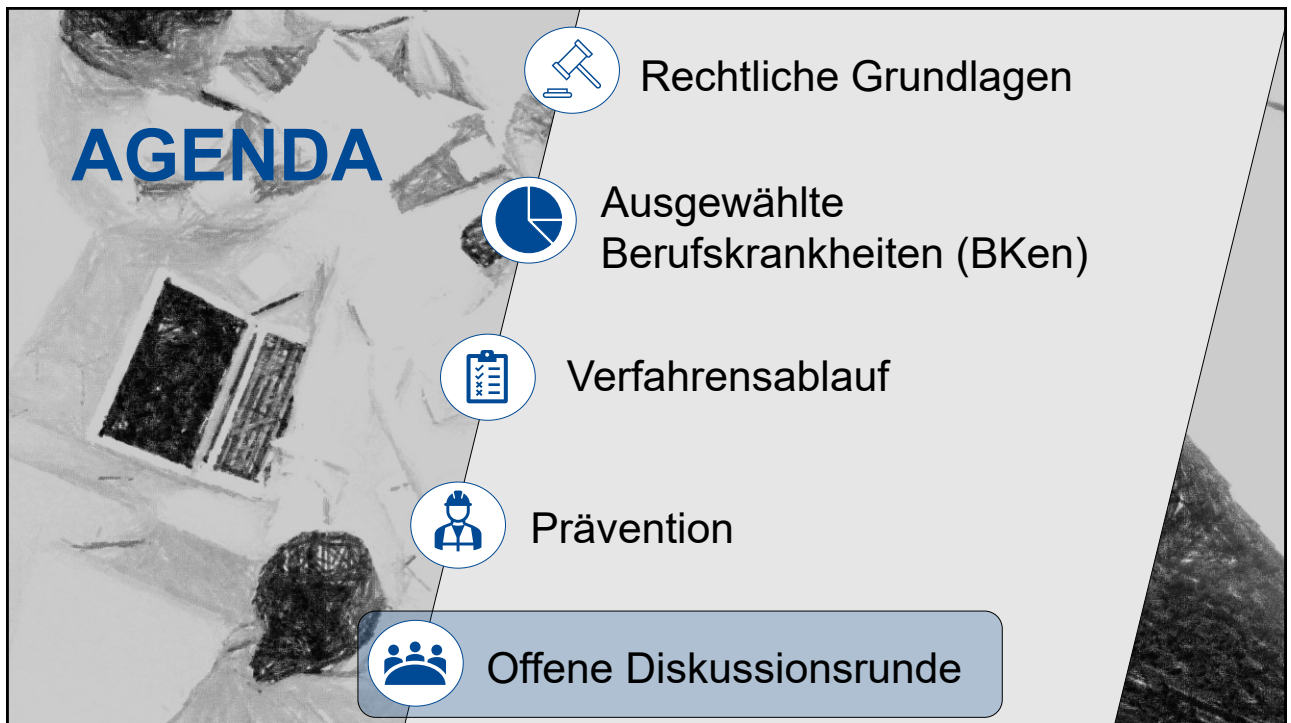 AGENDA
Rechtliche Grundlagen
Ausgewählte
Berufskrankheiten (BKen)
Verfahrensablauf
Prävention
Offene Diskussionsrunde